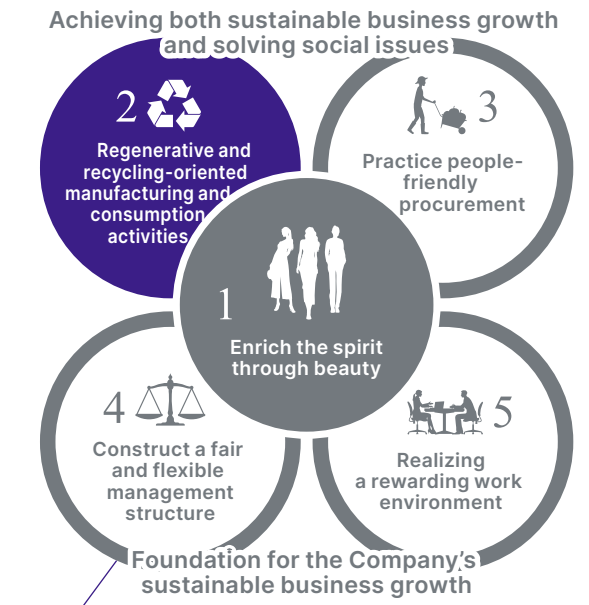 Achieving both sustainable business growth
and solving social issues
2
Regenerative and
recycling-oriented
manufacturing and
consumption
activities
3
Practice people-
friendly
procurement
1
Enrich the spirit
through beauty
4
Construct a fair
and flexible
management
structure
5
Realizing
a rewarding work
environment
Foundation for the Company's
sustainable business growth